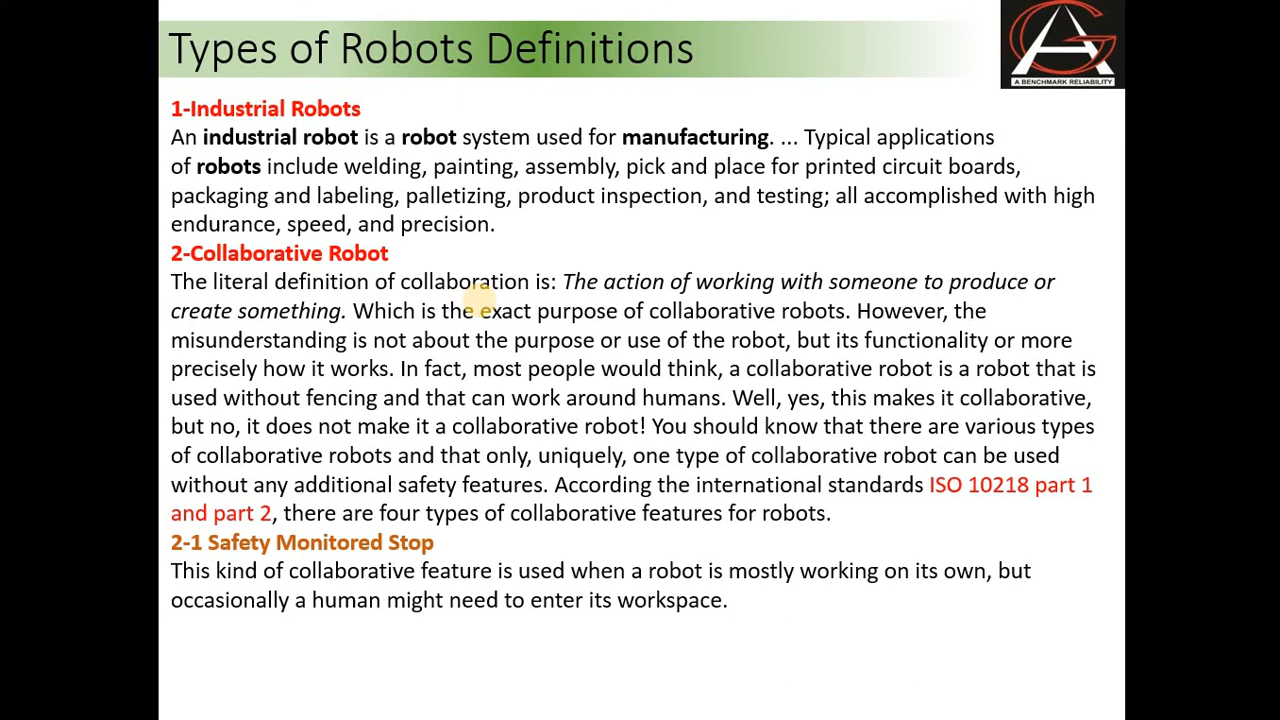 Types of Robots Definitions
A BENCHMARK RELIABILITY
1-Industrial Robots
An industrial robot is a robot system used for manufacturing. ... Typical applications
of robots include welding, painting, assembly, pick and place for printed circuit boards,
packaging and labeling, palletizing, product inspection, and testing; all accomplished with high
endurance, speed, and precision.
2-Collaborative Robot
The literal definition of collaboration is: The action of working with someone to produce or
create something. Which is the exact purpose of collaborative robots. However, the
misunderstanding is not about the purpose or use of the robot, but its functionality or more
precisely how it works. In fact, most people would think, a collaborative robot is a robot that is
used without fencing and that can work around humans. Well, yes, this makes it collaborative,
but no, it does not make it a collaborative robot! You should know that there are various types
of collaborative robots and that only, uniquely, one type of collaborative robot can be used
without any additional safety features. According the international standards ISO 10218 part 1
and part 2, there are four types of collaborative features for robots.
2-1 Safety Monitored Stop
This kind of collaborative feature is used when a robot is mostly working on its own, but
occasionally a human might need to enter its workspace.